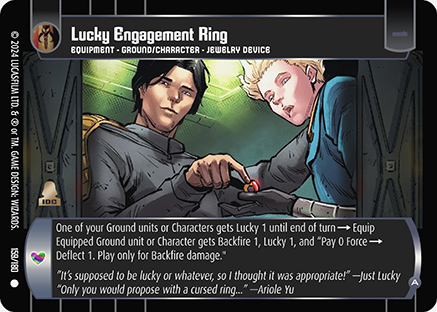 Lucky Engagement Ring
EQUIPMENT - GROUND/CHARACTER - JEWELRY DEVICE
© 2024 LUCASFILM LTD. & ® or TM. GAME DESIGN: WIZARDS.
One of your Ground units or Characters gets Lucky 1 until end of turn → Equip
Equipped Ground unit or Character gets Backfire 1, Lucky 1, and "Pay 0 Force →
Deflect 1. Play only for Backfire damage."
"It's supposed to be lucky or whatever, so I thought it was appropriate!" —Just Lucky
"Only you would propose with a cursed ring..." —Ariole Yu
A